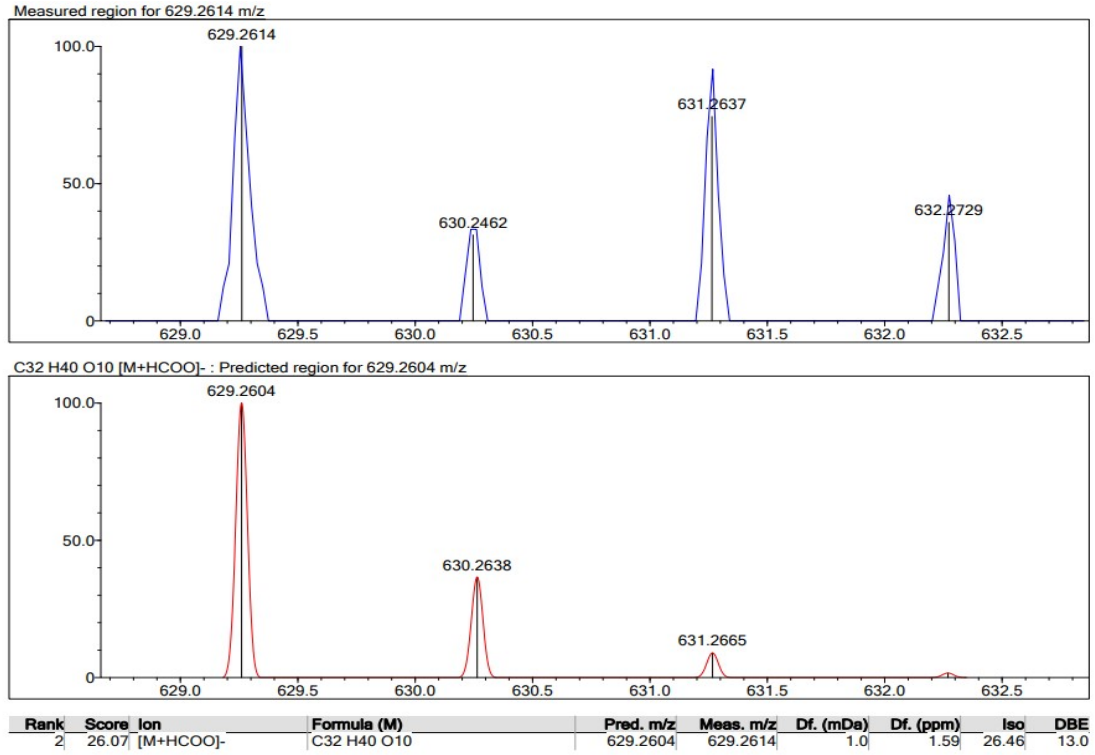 Measured region for 629.2614 m/z
629.2614
100.0
631.2637
50.0
632.2729
630.2462
0
629.0 629.5 630.0 630.5 631.0 631.5 632.0 632.5
C32 H40 O10 [M+HCOO]- : Predicted region for 629.2604 m/z
629.2604
100.0
50.0
630.2638
631.2665
0
629.0 629.5 630.0 630.5 631.0 631.5 632.0 632.5
Rank Score Ion Formula (M) Pred. m/z Meas. m/z Df. (mDa) Df. (ppm) Iso DBE
2 26.07 [M+HCOO]- C32 H40 O10 629.2604 629.2614 1.0 1.59 26.46 13.0